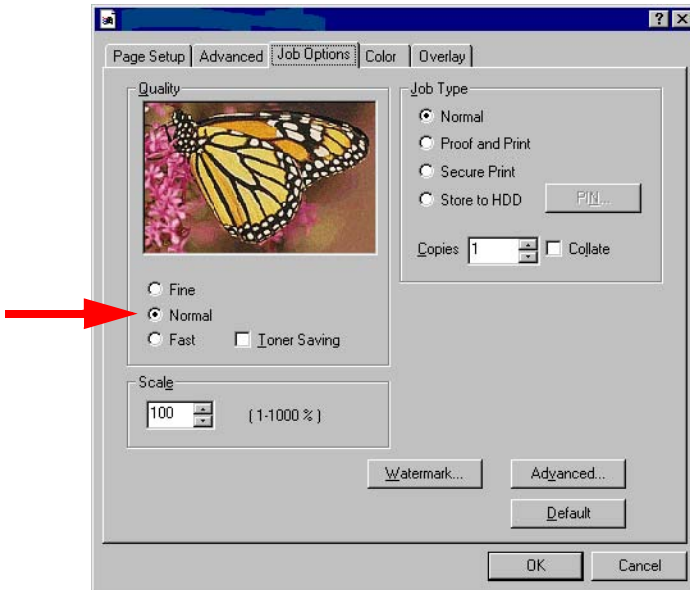 Page Setup Advanced Job Options Color Overlay
Quality
Fine
Normal
Fast Toner Saving
Scale
100 (1-1000 %)
Job Type
Normal
Proof and Print
Secure Print
Store to HDD PIN...
Copies 1 Collate
Watermark... Advanced...
Default
OK Cancel